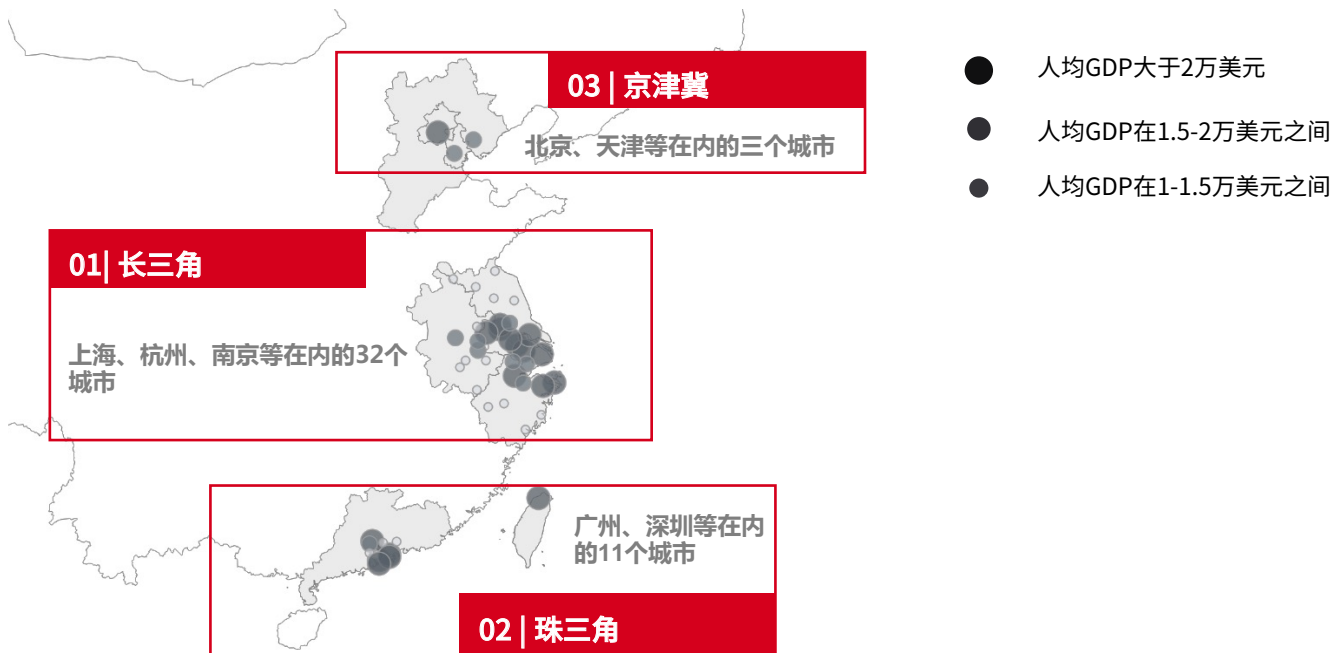 03 | 京津冀
北京、天津等在内的三个城市
人均GDP大于2万美元
人均GDP在1.5-2万美元之间
人均GDP在1-1.5万美元之间
01| 长三角
上海、杭州、南京等在内的32个
城市
广州、深圳等在内
的11个城市
02 | 珠三角